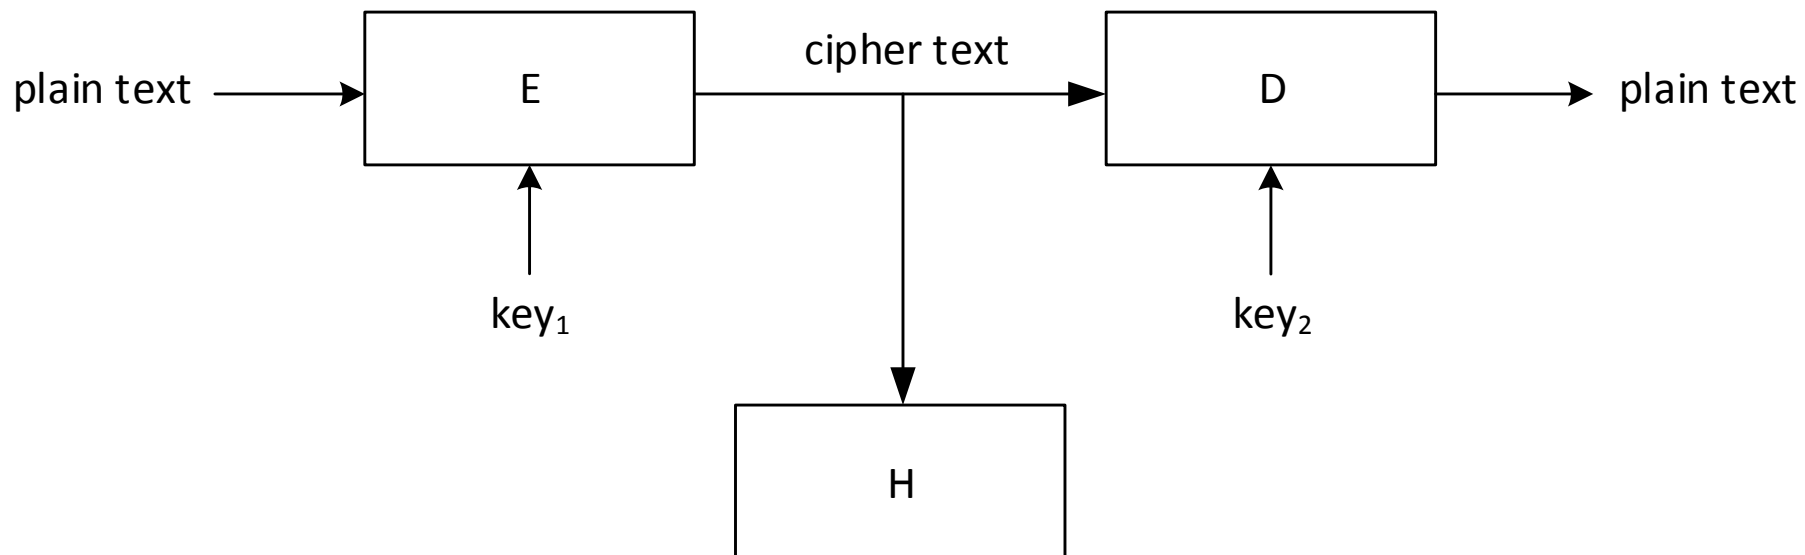 cipher text
plain text
E
D
plain text
key₁
key₂
H